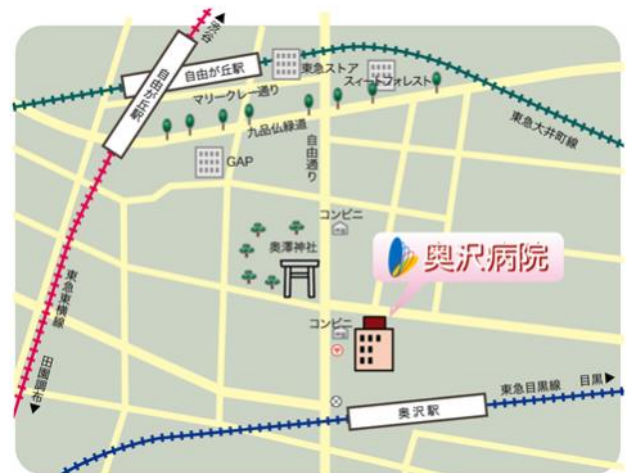 渋谷
自由が丘駅
自由が丘駅
東急ストア
スィートフォレスト
マリークレー通り
九品仏緑道
東急大井町線
GAP
自由通り
コンビニ
奥澤神社
奥沢病院
コンビニ
東急東横線
田園調布
東急目黒線
目黒
奥沢駅